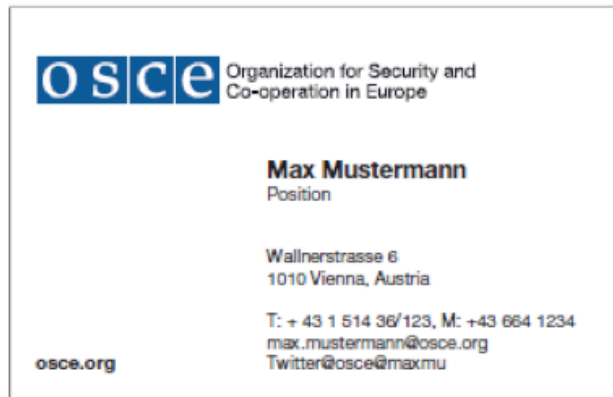 osce Organization for Security and
Co-operation in Europe
Max Mustermann
Position
Wallnerstrasse 6
1010 Vienna, Austria
T: + 43 1 514 36/123, M: +43 664 1234
max.mustermann@osce.org
osce.org Twitter@osce@maxmu